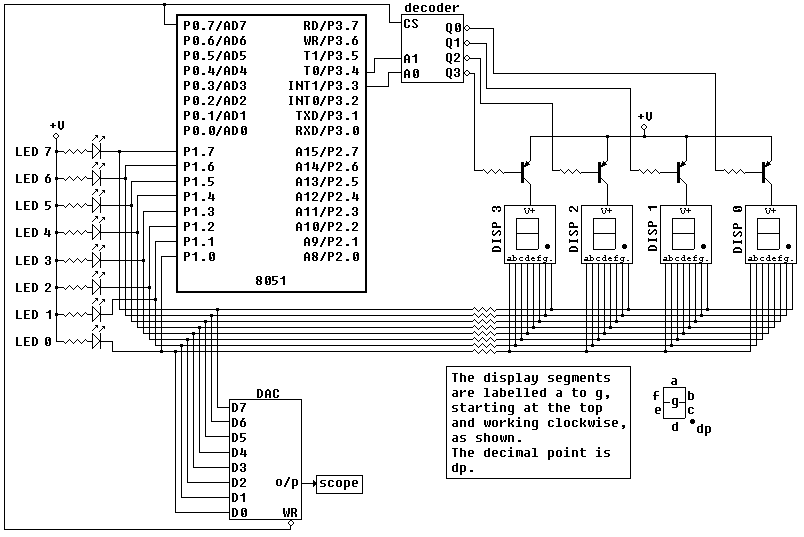 decoder
P0.7/AD7 RD/P3.7 CS Q0
P0.6/AD6 WR/P3.6 Q1
P0.5/AD5 T1/P3.5 A1 Q2
P0.4/AD4 T0/P3.4 A0 Q3
P0.3/AD3 INT1/P3.3
P0.2/AD2 INT0/P3.2
P0.1/AD1 TXD/P3.1
P0.0/AD0 RXD/P3.0
+V +V
LED 7 P1.7 A15/P2.7
LED 6 P1.6 A14/P2.6
LED 5 P1.5 A13/P2.5
LED 4 P1.4 A12/P2.4
LED 3 P1.3 A11/P2.3
LED 2 P1.2 A10/P2.2
LED 1 P1.1 A9/P2.1
LED 0 P1.0 A8/P2.0
8051
DISP 3 V+ DISP 2 V+ DISP 1 V+ DISP 0 V+
abcdefg. abcdefg. abcdefg. abcdefg.
DAC
D7
D6
D5
D4
D3
D2 o/p scope
D1
D0 WR
The display segments
are labelled a to g,
starting at the top
and working clockwise,
as shown.
The decimal point is
dp.
a
f b
g
e c
d dp